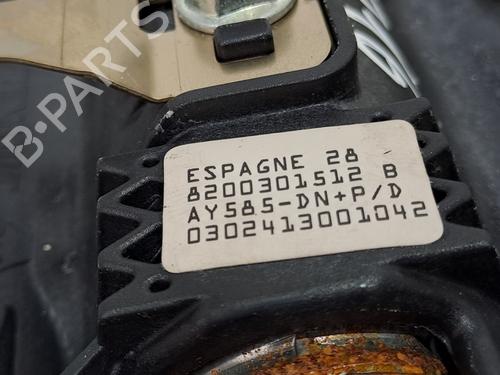 B-PARTS
ESPAGNE 28
8200301512 B
AY585-DN+P/D
0302413001042